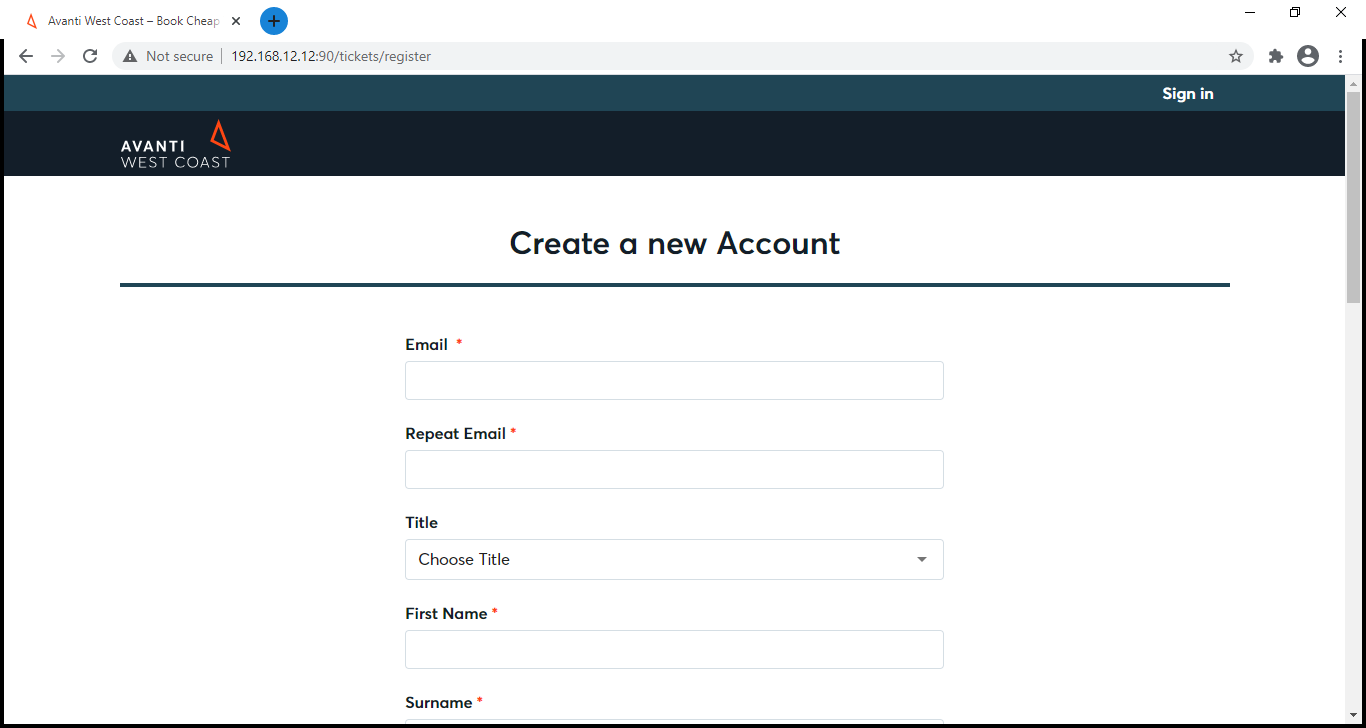 Avanti West Coast – Book Cheap
Not secure
192.168.12.12:90/tickets/register
Sign in
AVANTI
WEST COAST
Create a new Account
Email *
Repeat Email *
Title
Choose Title
First Name *
Surname *